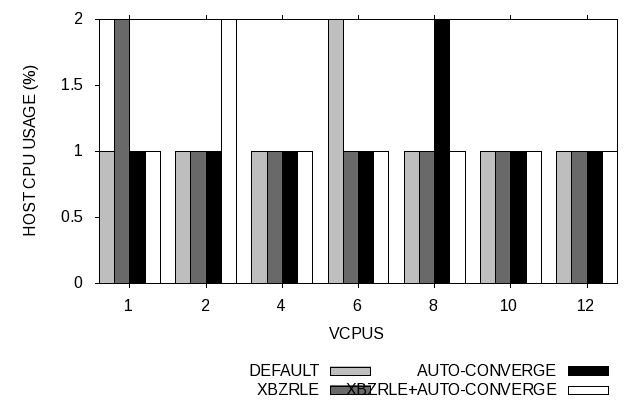 2
1.5
1
0.5
0
HOST CPU USAGE (%)
1 2 4 6 8 10 12
VCPUS
DEFAULT AUTO-CONVERGE
XBZRLE XBZRLE+AUTO-CONVERGE